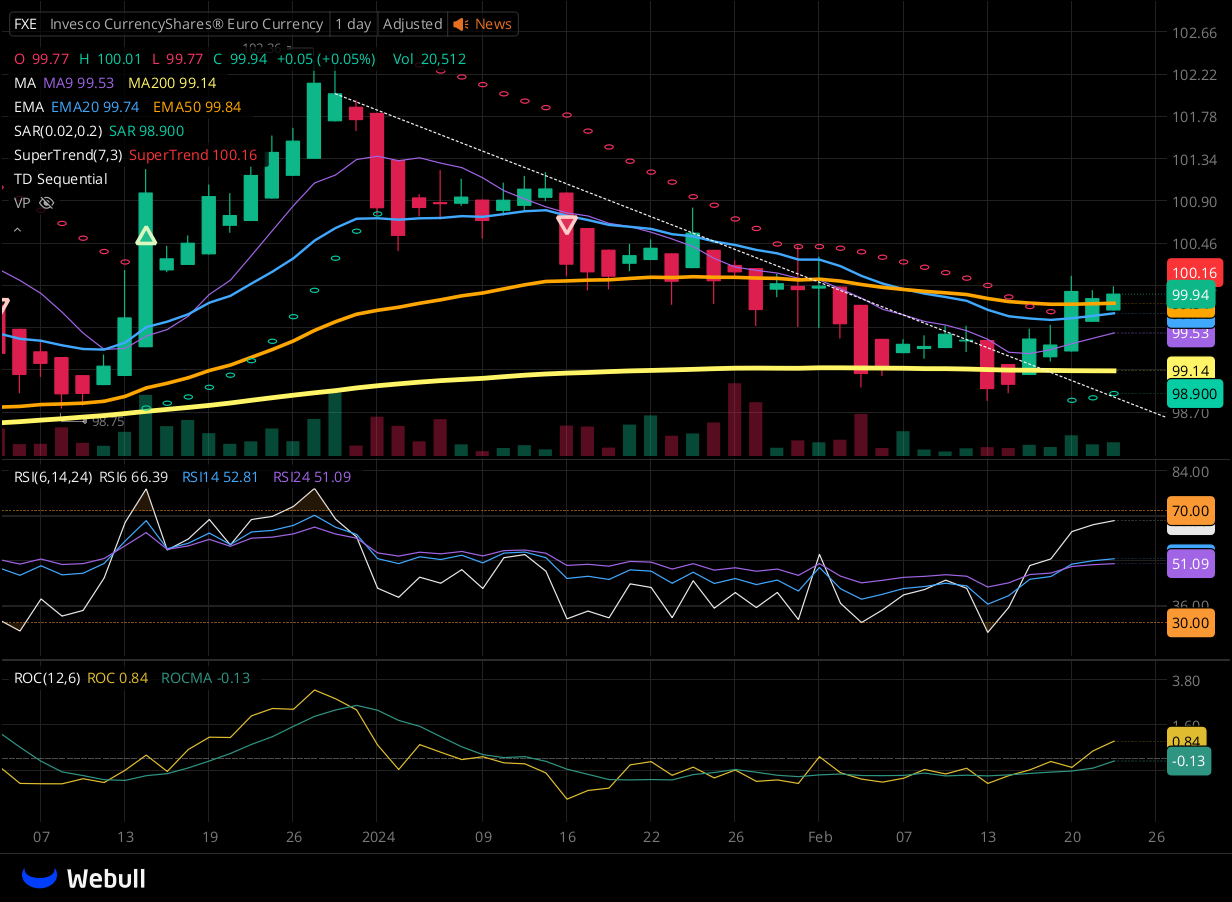 FXE Invesco CurrencyShares® Euro Currency 1 day Adjusted News
102.66
O 99.77 H 100.01 L 99.77 C 99.94 +0.05 (+0.05%) Vol 20,512
102.22
MA MA9 99.53 MA200 99.14
EMA EMA20 99.74 EMA50 99.84
101.78
SAR(0.02,0.2) SAR 98.900
SuperTrend(7,3) SuperTrend 100.16
101.34
TD Sequential
VP
100.90
100.46
100.16
99.94
99.53
99.14
98.900
98.70
98.75
RSI(6,14,24) RSI6 66.39 RSI14 52.81 RSI24 51.09
84.00
70.00
51.09
36.00
30.00
ROC(12,6) ROC 0.84 ROCMA -0.13
3.80
1.60
0.84
-0.13
07 13 19 26 2024 09 16 22 26 Feb 07 13 20 26
Webull